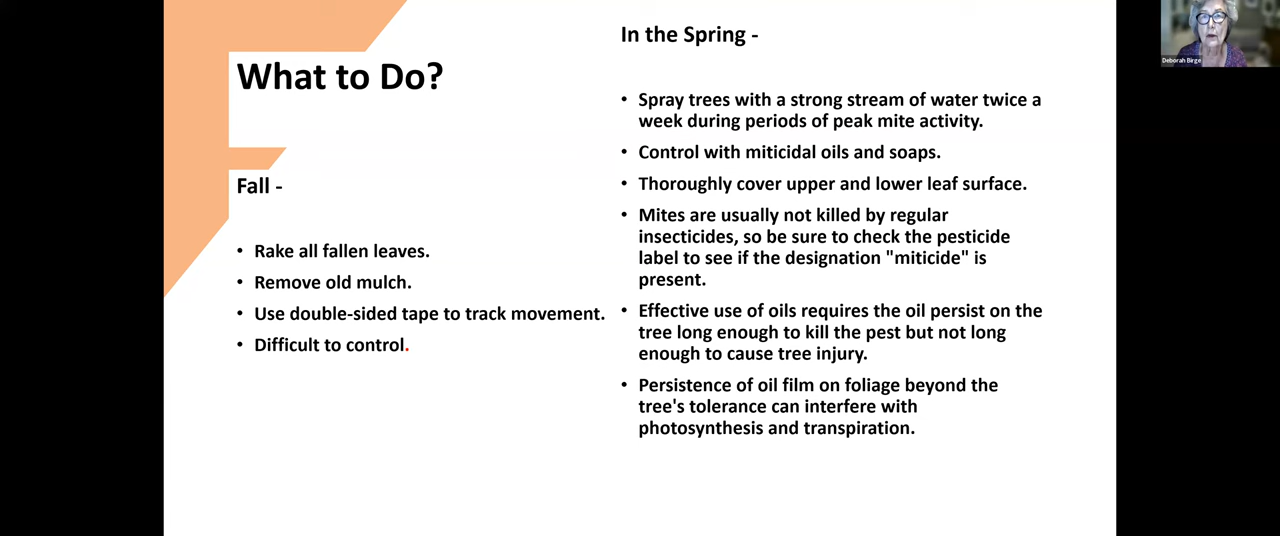 What to Do?
Fall -
• Rake all fallen leaves.
• Remove old mulch.
• Use double-sided tape to track movement.
• Difficult to control.
In the Spring -
• Spray trees with a strong stream of water twice a
week during periods of peak mite activity.
• Control with miticidal oils and soaps.
• Thoroughly cover upper and lower leaf surface.
• Mites are usually not killed by regular
insecticides, so be sure to check the pesticide
label to see if the designation "miticide" is
present.
• Effective use of oils requires the oil persist on the
tree long enough to kill the pest but not long
enough to cause tree injury.
• Persistence of oil film on foliage beyond the
tree's tolerance can interfere with
photosynthesis and transpiration.
Deborah Birge